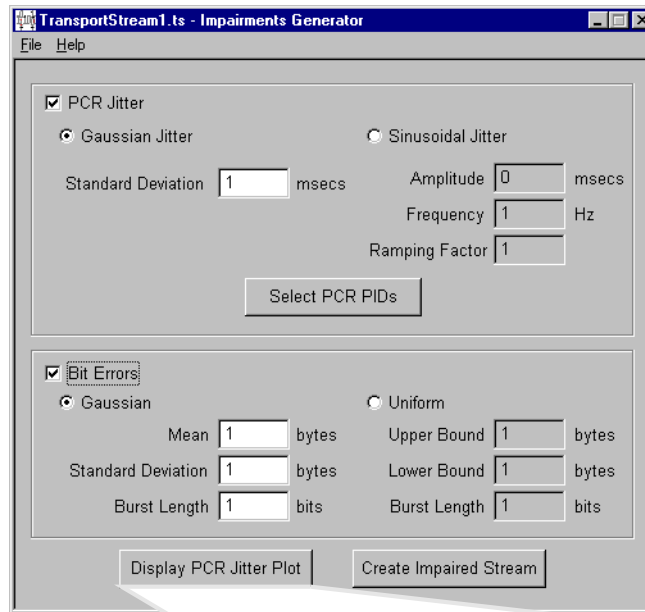 TransportStream1.ts - Impairments Generator
File Help
PCR Jitter
Gaussian Jitter Sinusoidal Jitter
Standard Deviation 1 msecs Amplitude 0 msecs
Frequency 1 Hz
Ramping Factor 1
Select PCR PIDs
Bit Errors
Gaussian Uniform
Mean 1 bytes Upper Bound 1 bytes
Standard Deviation 1 bytes Lower Bound 1 bytes
Burst Length 1 bits Burst Length 1 bits
Display PCR Jitter Plot Create Impaired Stream